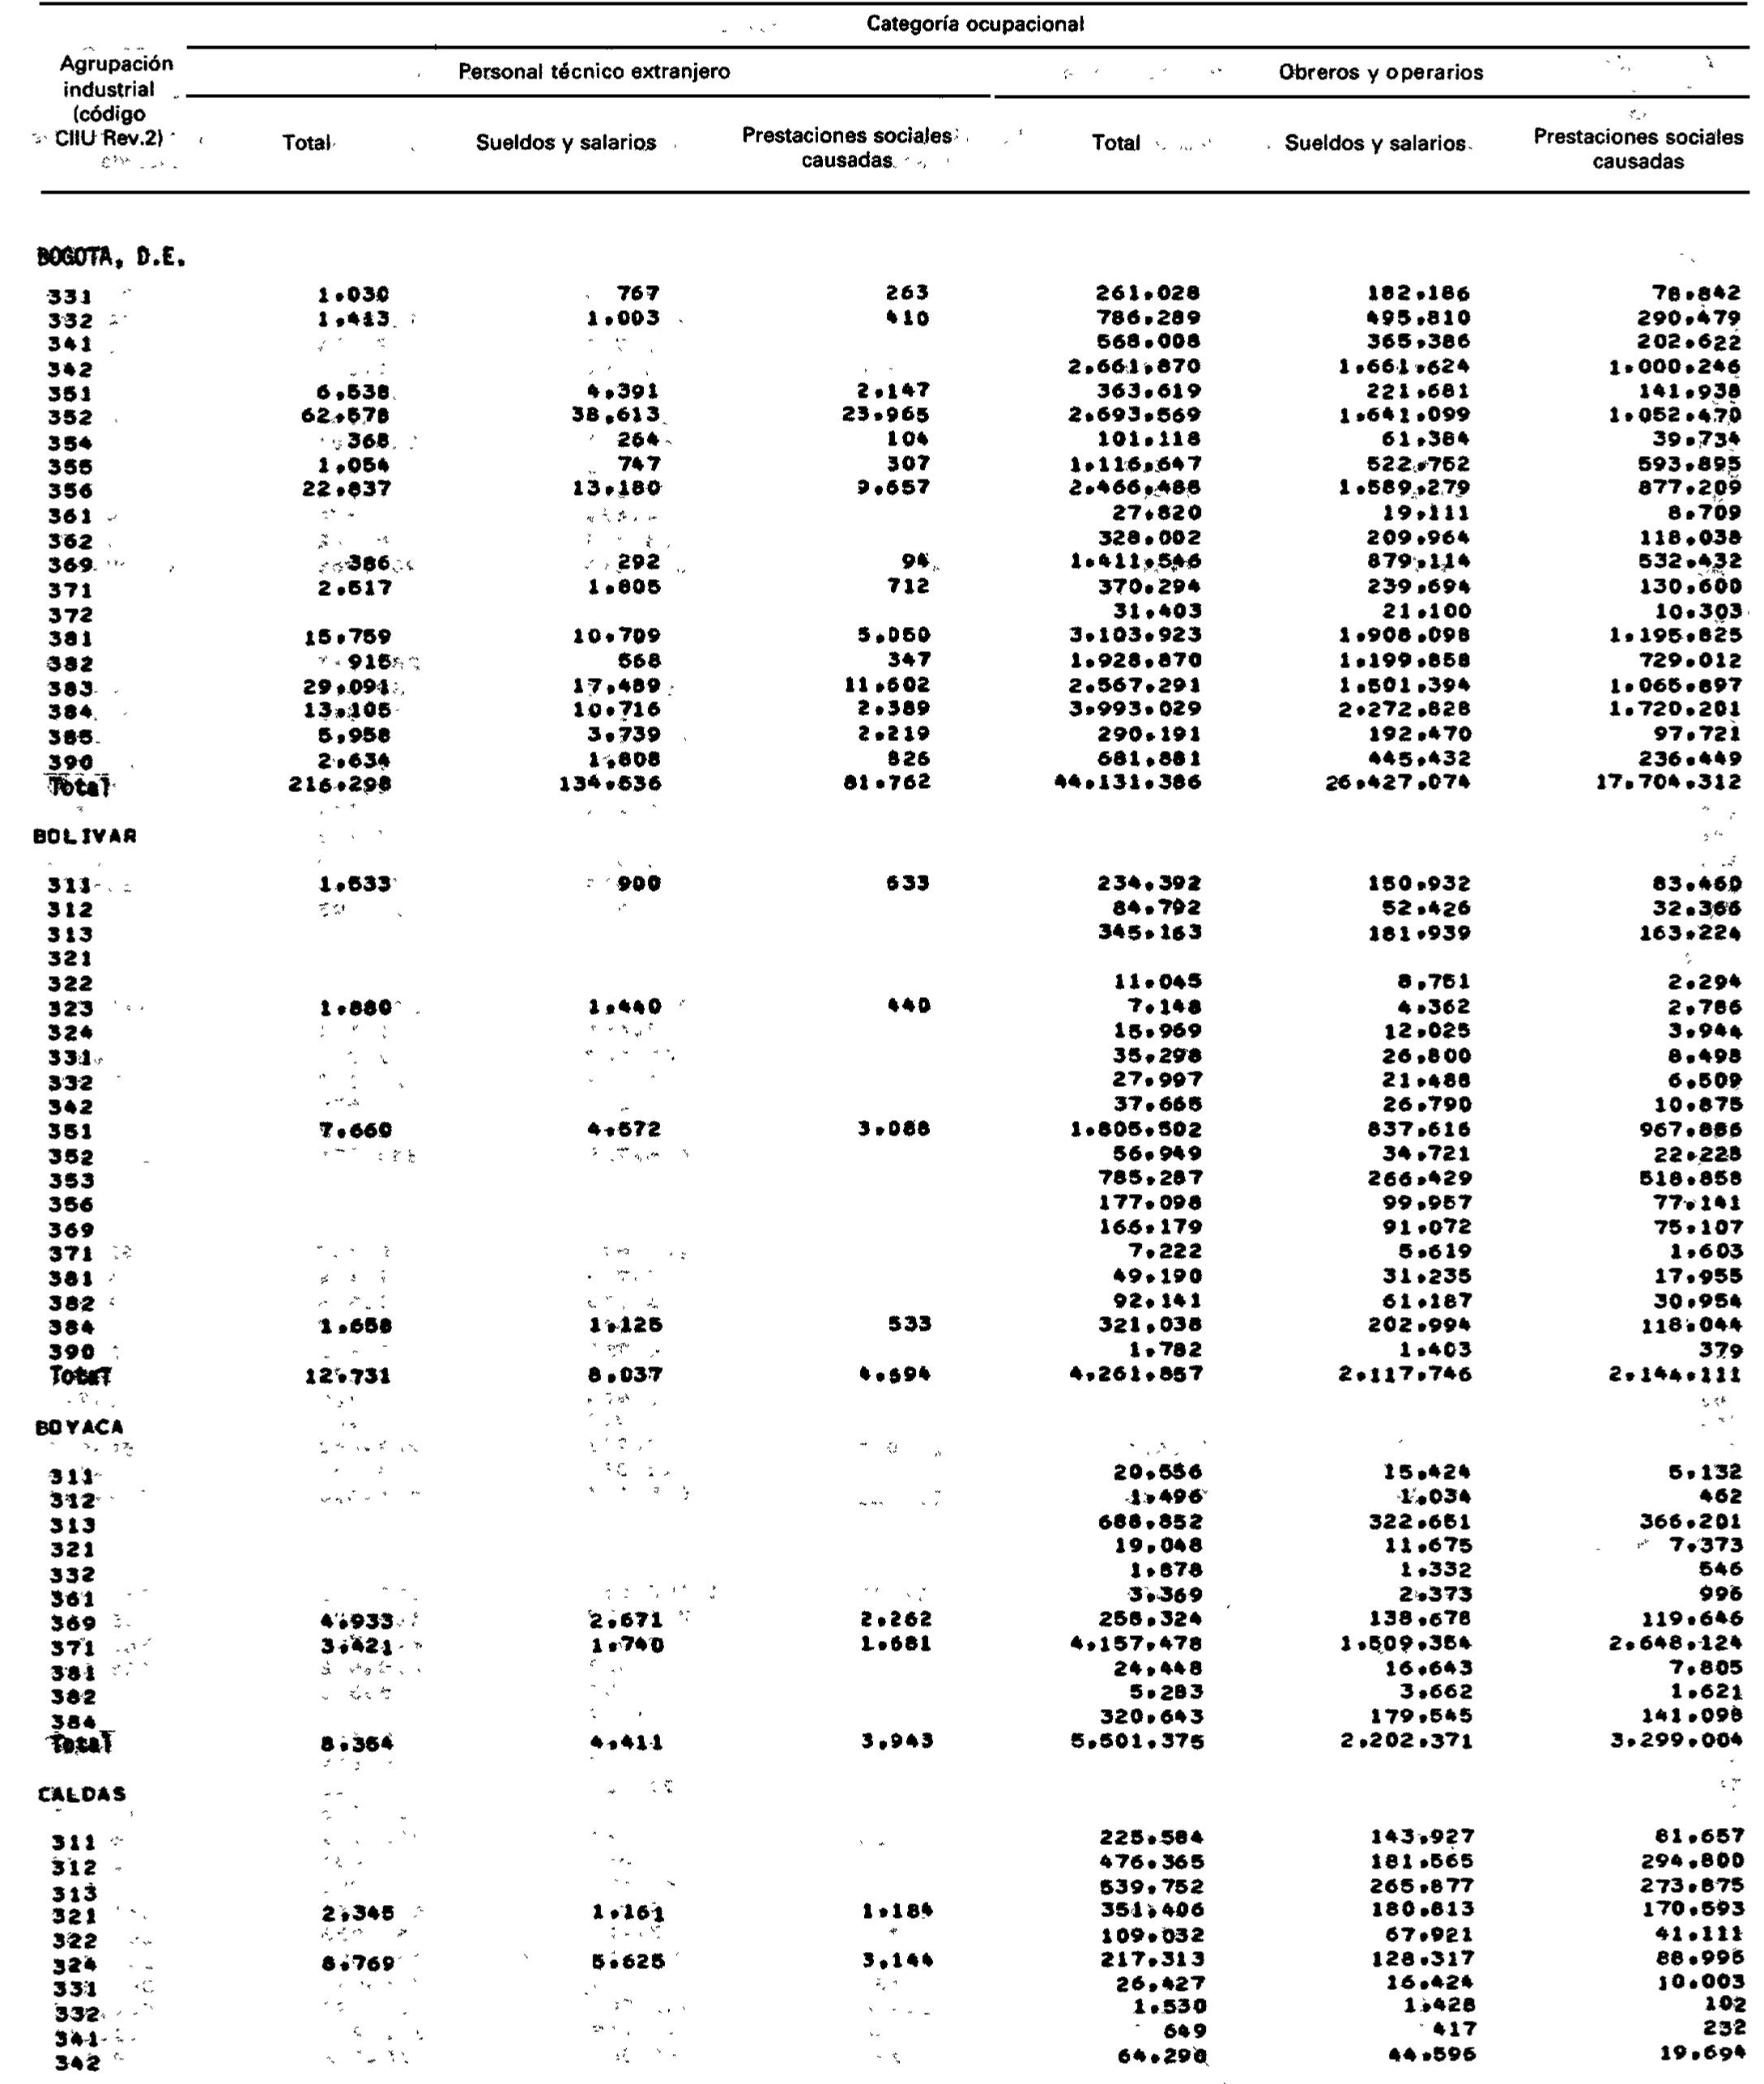 Categoría ocupacional
Agrupación industrial (código CIIU Rev.2)
Personal técnico extranjero Obreros y operarios
Total Sueldos y salarios Prestaciones sociales causadas Total Sueldos y salarios Prestaciones sociales causadas
BOGOTA, D.E.
331 1.030 767 263 261.028 182.186 78.842
332 1.413 1.003 410 786.289 495.810 290.479
341 568.008 365.386 202.622
342 2.661.870 1.661.624 1.000.246
351 6.538 4.391 2.147 363.619 221.681 141.938
352 62.578 38.613 23.965 2.693.569 1.641.099 1.052.470
354 368 264 104 101.118 61.384 39.734
355 1.054 747 307 1.116.647 522.752 593.895
356 22.837 13.180 9.657 2.466.488 1.589.279 877.209
361 27.820 19.111 8.709
362 328.002 209.964 118.038
369 386 292 94 1.411.546 879.114 532.432
371 2.517 1.805 712 370.294 239.694 130.600
372 31.403 21.100 10.303
381 15.759 10.709 5.050 3.103.923 1.908.098 1.195.825
382 915 568 347 1.928.870 1.199.858 729.012
383 29.091 17.489 11.602 2.567.291 1.501.394 1.065.897
384 13.105 10.716 2.389 3.993.029 2.272.828 1.720.201
385 5.958 3.739 2.219 290.191 192.470 97.721
390 2.634 1.808 826 681.881 445.432 236.449
Total 216.298 134.536 81.762 44.131.386 26.427.074 17.704.312
BOLIVAR
311 1.533 900 633 234.392 150.932 83.460
312 84.792 52.426 32.366
313 345.163 181.939 163.224
321
322 11.045 8.751 2.294
323 1.880 1.440 440 7.148 4.362 2.786
324 15.969 12.025 3.944
331 35.298 26.800 8.498
332 27.997 21.488 6.509
342 37.665 26.790 10.875
351 7.660 4.572 3.088 1.805.502 837.616 967.886
352 56.949 34.721 22.228
353 785.287 266.429 518.858
356 177.098 99.957 77.141
369 166.179 91.072 75.107
371 7.222 5.619 1.603
381 49.190 31.235 17.955
382 92.141 61.187 30.954
384 1.658 1.125 533 321.038 202.994 118.044
390 1.782 1.403 379
Total 12.731 8.037 4.694 4.261.857 2.117.746 2.144.111
BOYACA
311 20.556 15.424 5.132
312 1.496 1.034 462
313 688.852 322.651 366.201
321 19.048 11.675 7.373
332 1.878 1.332 546
361 3.369 2.373 996
369 4.933 2.671 2.262 258.324 138.678 119.646
371 3.421 1.740 1.681 4.157.478 1.509.354 2.648.124
381 24.448 16.643 7.805
382 5.283 3.662 1.621
384 320.643 179.545 141.098
Total 8.354 4.411 3.943 5.501.375 2.202.371 3.299.004
CALDAS
311 225.584 143.927 81.657
312 476.365 181.565 294.800
313 539.752 265.877 273.875
321 2.345 1.161 1.184 351.406 180.813 170.593
322 109.032 67.921 41.111
324 8.769 5.625 3.144 217.313 128.317 88.996
331 26.427 16.424 10.003
332 1.530 1.428 102
341 649 417 232
342 64.290 44.596 19.694